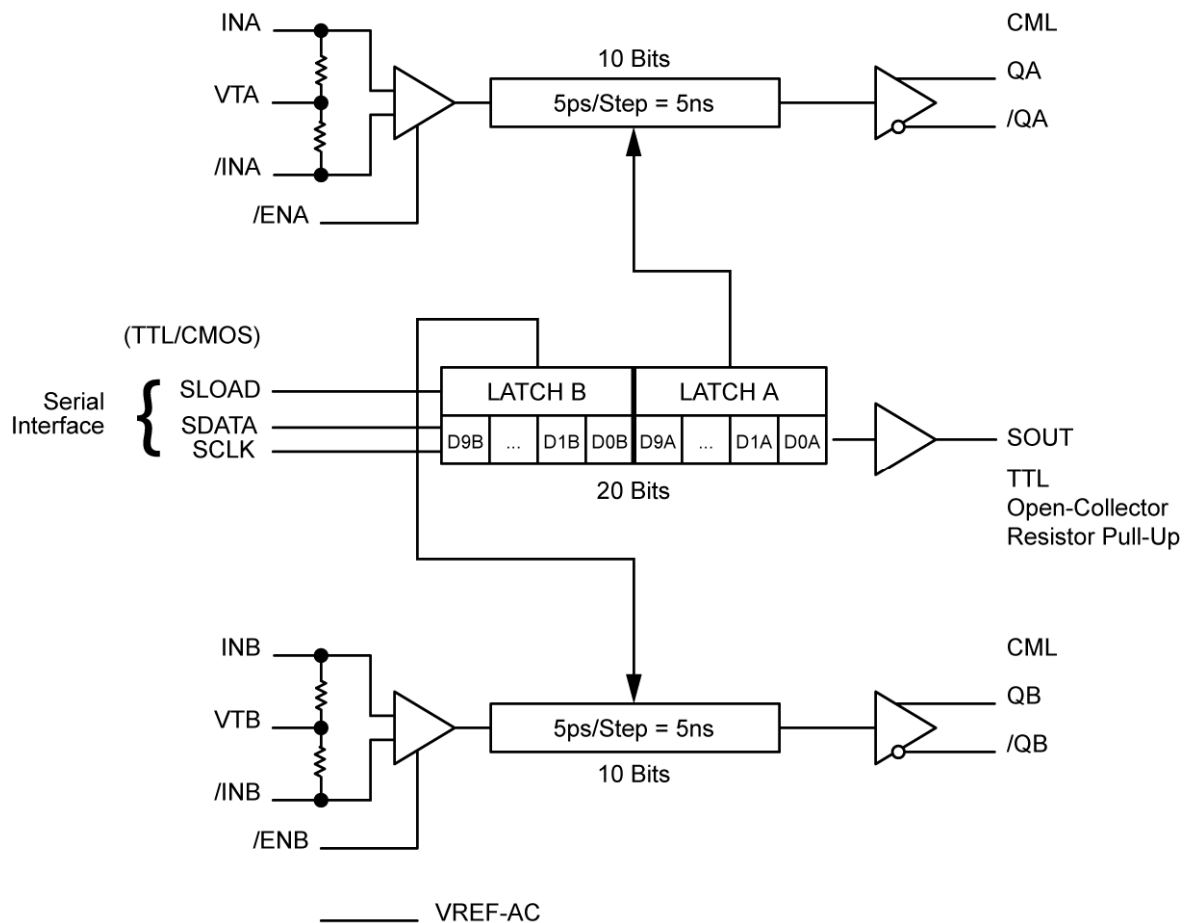 INA
CML
10 Bits
QA
VTA
5ps/Step = 5ns
/QA
/INA
/ENA
(TTL/CMOS)
Serial
Interface
{
SLOAD
SDATA
SCLK
LATCH B
LATCH A
D9B ... D1B D0B D9A ... D1A D0A
20 Bits
SOUT
TTL
Open-Collector
Resistor Pull-Up
INB
CML
QB
VTB
5ps/Step = 5ns
/QB
10 Bits
/INB
/ENB
VREF-AC